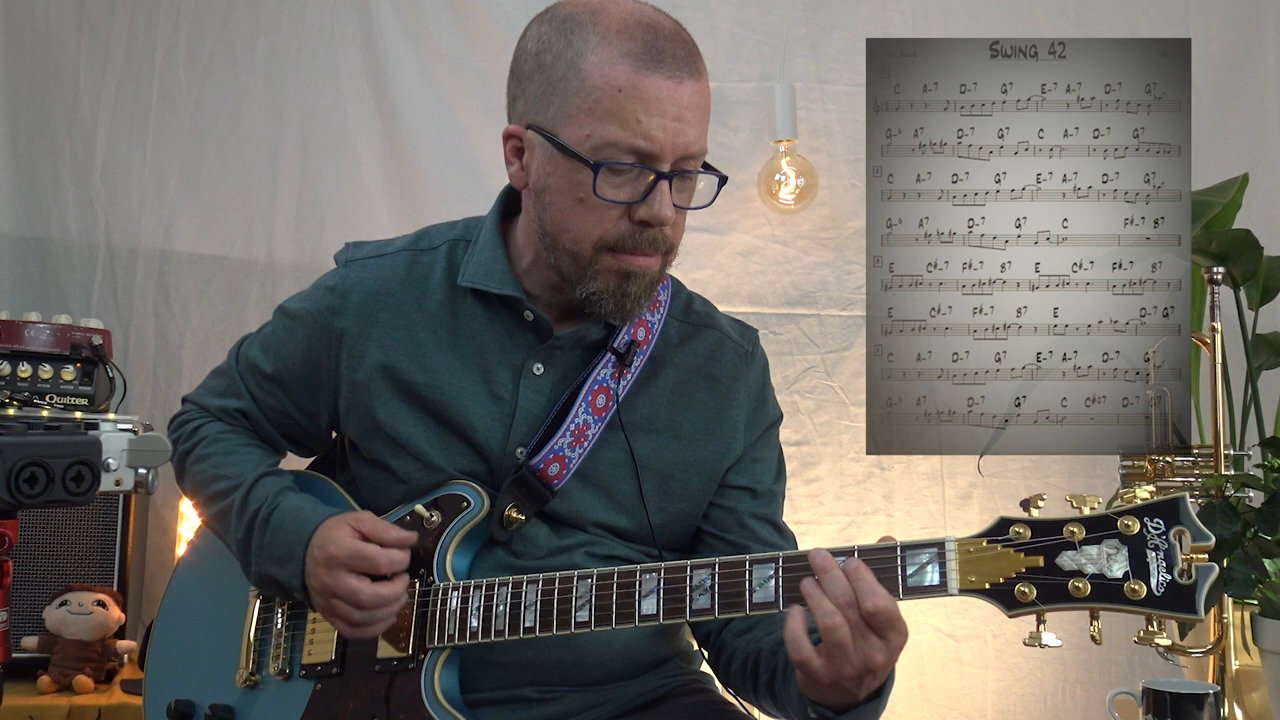 SWING 42
C A-7 D-7 G7 E-7 A-7 D-7 G7
G-6 A7 D-7 G7 C A-7 D-7 G7
C A-7 D-7 G7 E-7 A-7 D-7 G7
G-6 A7 D-7 G7 C F#-7 B7
E C#-7 F#-7 B7 E C#-7 F#-7 B7
E C#-7 F#-7 B7 E D-7 G7
C A-7 D-7 G7 E-7 A-7 D-7 G7
G-6 A7 D-7 G7 C C#07 D-7
Quilter
D'Angelico